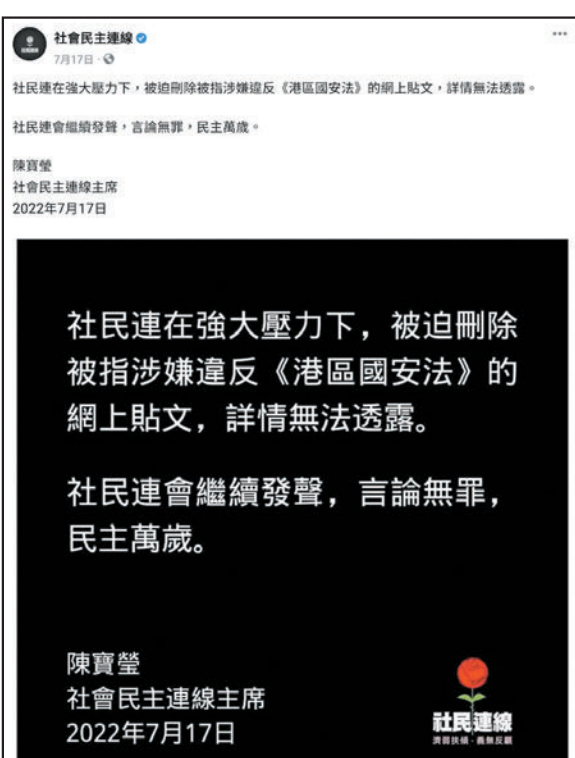 社會民主連線
7月17日
社民連在強大壓力下，被迫刪除被指涉嫌違反《港區國安法》的網上貼文，詳情無法透露。
社民連會繼續發聲，言論無罪，民主萬歲。
陳寶瑩
社會民主連線主席
2022年7月17日
社民連在強大壓力下，被迫刪除
被指涉嫌違反《港區國安法》的
網上貼文，詳情無法透露。
社民連會繼續發聲，言論無罪，
民主萬歲。
陳寶瑩
社會民主連線主席
2022年7月17日
社民連線
濟弱扶傾·義無反顧